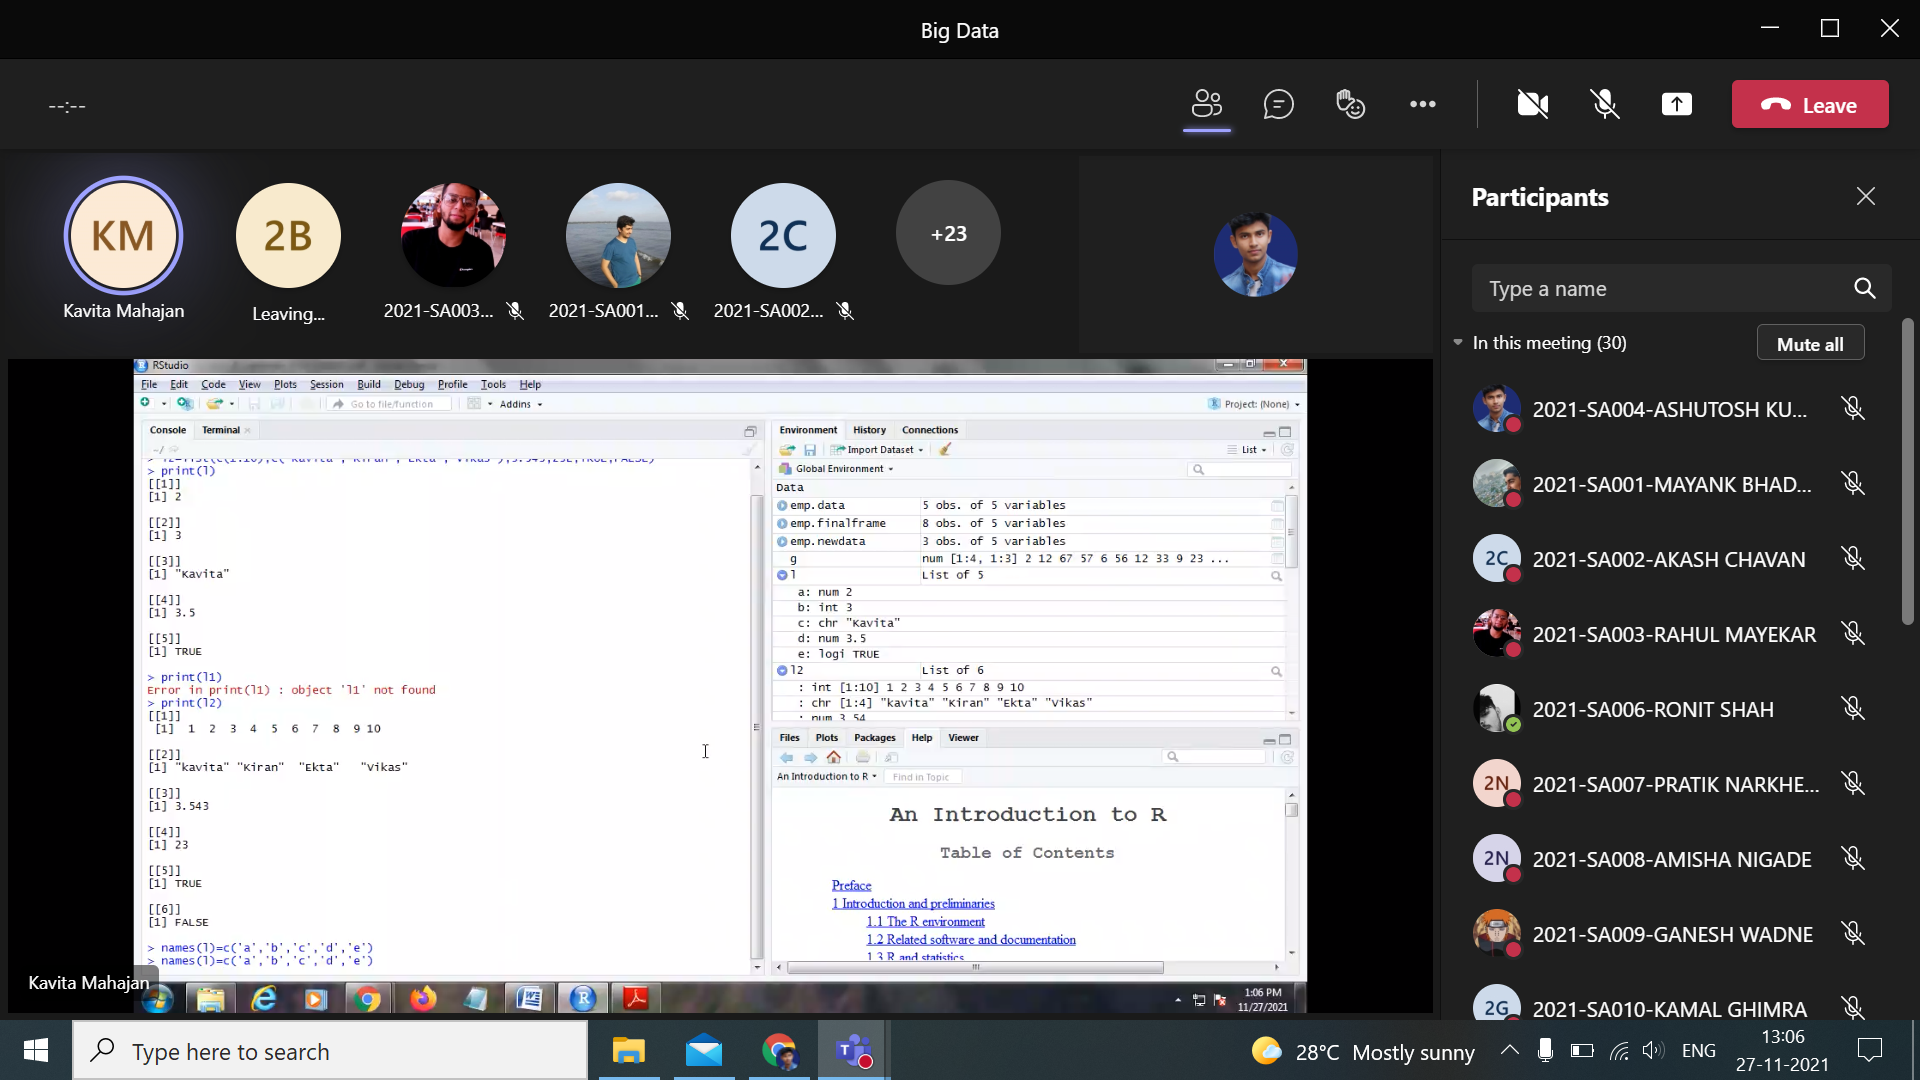 Big Data
--:--
Leave
KM
2B
2C
+23
Kavita Mahajan
Leaving...
2021-SA003...
2021-SA001...
2021-SA002...
RStudio
File Edit Code View Plots Session Build Debug Profile Tools Help
Go to file/function
Addins
Project: (None)
Console Terminal
~/
> print(l)
[[1]]
[1] 2
[[2]]
[1] 3
[[3]]
[1] "Kavita"
[[4]]
[1] 3.5
[[5]]
[1] TRUE
> print(l1)
Error in print(l1) : object 'l1' not found
> print(l2)
[[1]]
[1] 1 2 3 4 5 6 7 8 9 10
[[2]]
[1] "kavita" "Kiran" "Ekta" "Vikas"
[[3]]
[1] 3.543
[[4]]
[1] 23
[[5]]
[1] TRUE
[[6]]
[1] FALSE
> names(l)=c('a','b','c','d','e')
> names(l)=c('a','b','c','d','e')
Environment History Connections
Import Dataset
List
Global Environment
Data
emp.data 5 obs. of 5 variables
emp.finalframe 8 obs. of 5 variables
emp.newdata 3 obs. of 5 variables
g num [1:4, 1:3] 2 12 67 57 6 56 12 33 9 23 ...
l List of 5
a: num 2
b: int 3
c: chr "Kavita"
d: num 3.5
e: logi TRUE
l2 List of 6
: int [1:10] 1 2 3 4 5 6 7 8 9 10
: chr [1:4] "kavita" "Kiran" "Ekta" "Vikas"
: num 3.54
Files Plots Packages Help Viewer
An Introduction to R
Find in Topic
An Introduction to R
Table of Contents
Preface
1 Introduction and preliminaries
1.1 The R environment
1.2 Related software and documentation
1.3 R and statistics
Kavita Mahajan
1:06 PM
11/27/2021
Participants
Type a name
In this meeting (30)
Mute all
2021-SA004-ASHUTOSH KU...
2021-SA001-MAYANK BHAD...
2C
2021-SA002-AKASH CHAVAN
2021-SA003-RAHUL MAYEKAR
2021-SA006-RONIT SHAH
2N
2021-SA007-PRATIK NARKHE...
2N
2021-SA008-AMISHA NIGADE
2021-SA009-GANESH WADNE
2G
2021-SA010-KAMAL GHIMRA
Type here to search
28°C Mostly sunny
ENG
13:06
27-11-2021